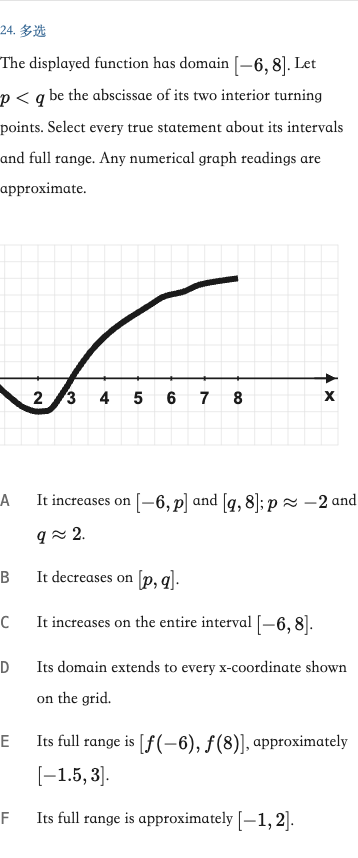 24. 多选
The displayed function has domain [−6, 8]. Let
p < q be the abscissae of its two interior turning
points. Select every true statement about its intervals
and full range. Any numerical graph readings are
approximate.
2 3 4 5 6 7 8 x
A It increases on [−6, p] and [q, 8]; p ≈ −2 and
q ≈ 2.
B It decreases on [p, q].
C It increases on the entire interval [−6, 8].
D Its domain extends to every x-coordinate shown
on the grid.
E Its full range is [f(−6), f(8)], approximately
[−1.5, 3].
F Its full range is approximately [−1, 2].